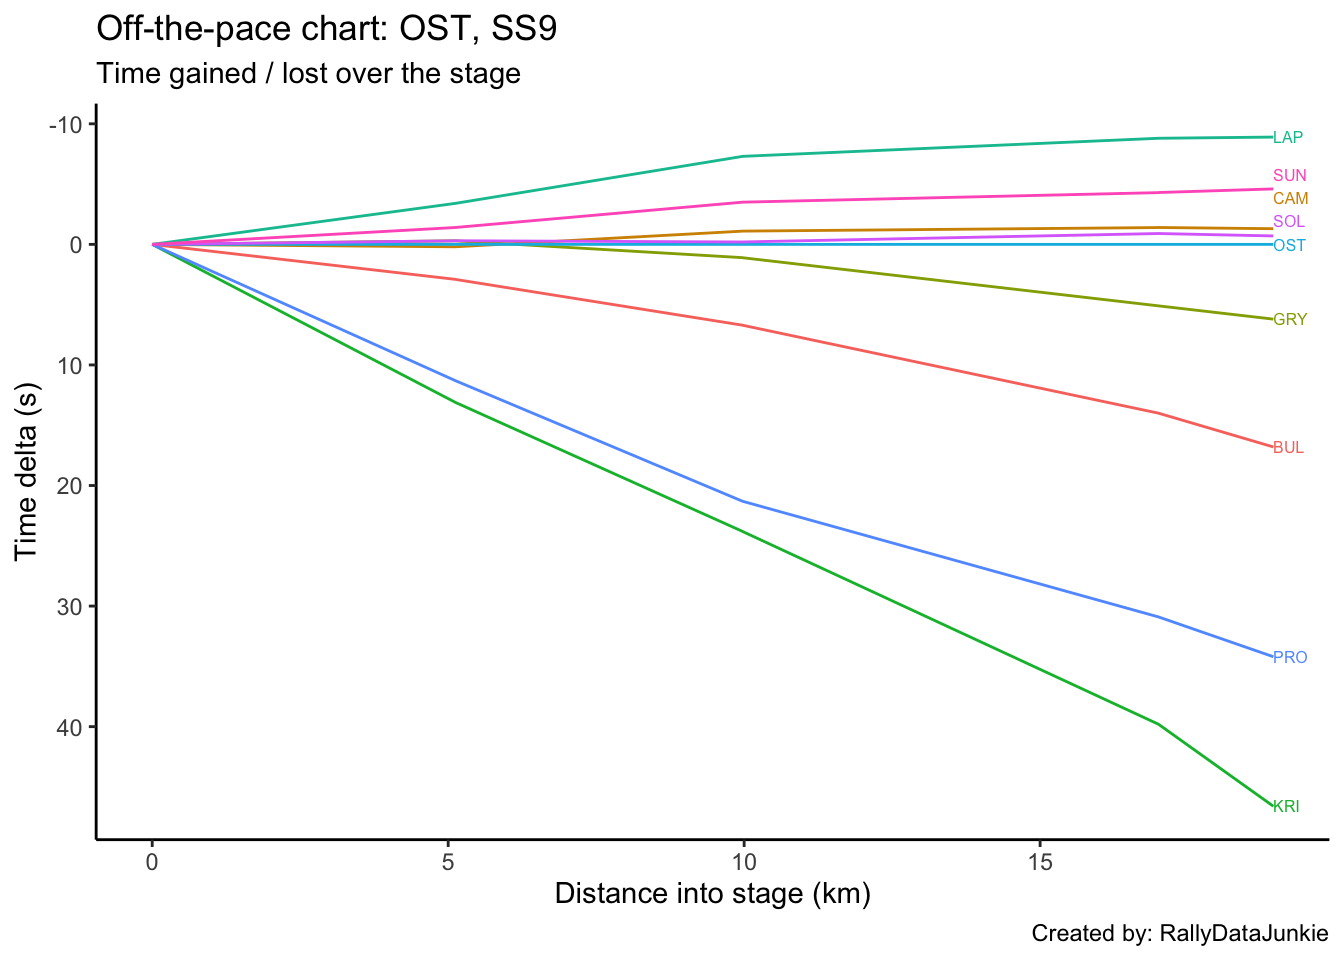 Off-the-pace chart: OST, SS9
Time gained / lost over the stage
-10
0
10
20
30
40
Time delta (s)
LAP
SUN
CAM
SOL
OST
GRY
BUL
PRO
KRI
0 5 10 15
Distance into stage (km)
Created by: RallyDataJunkie